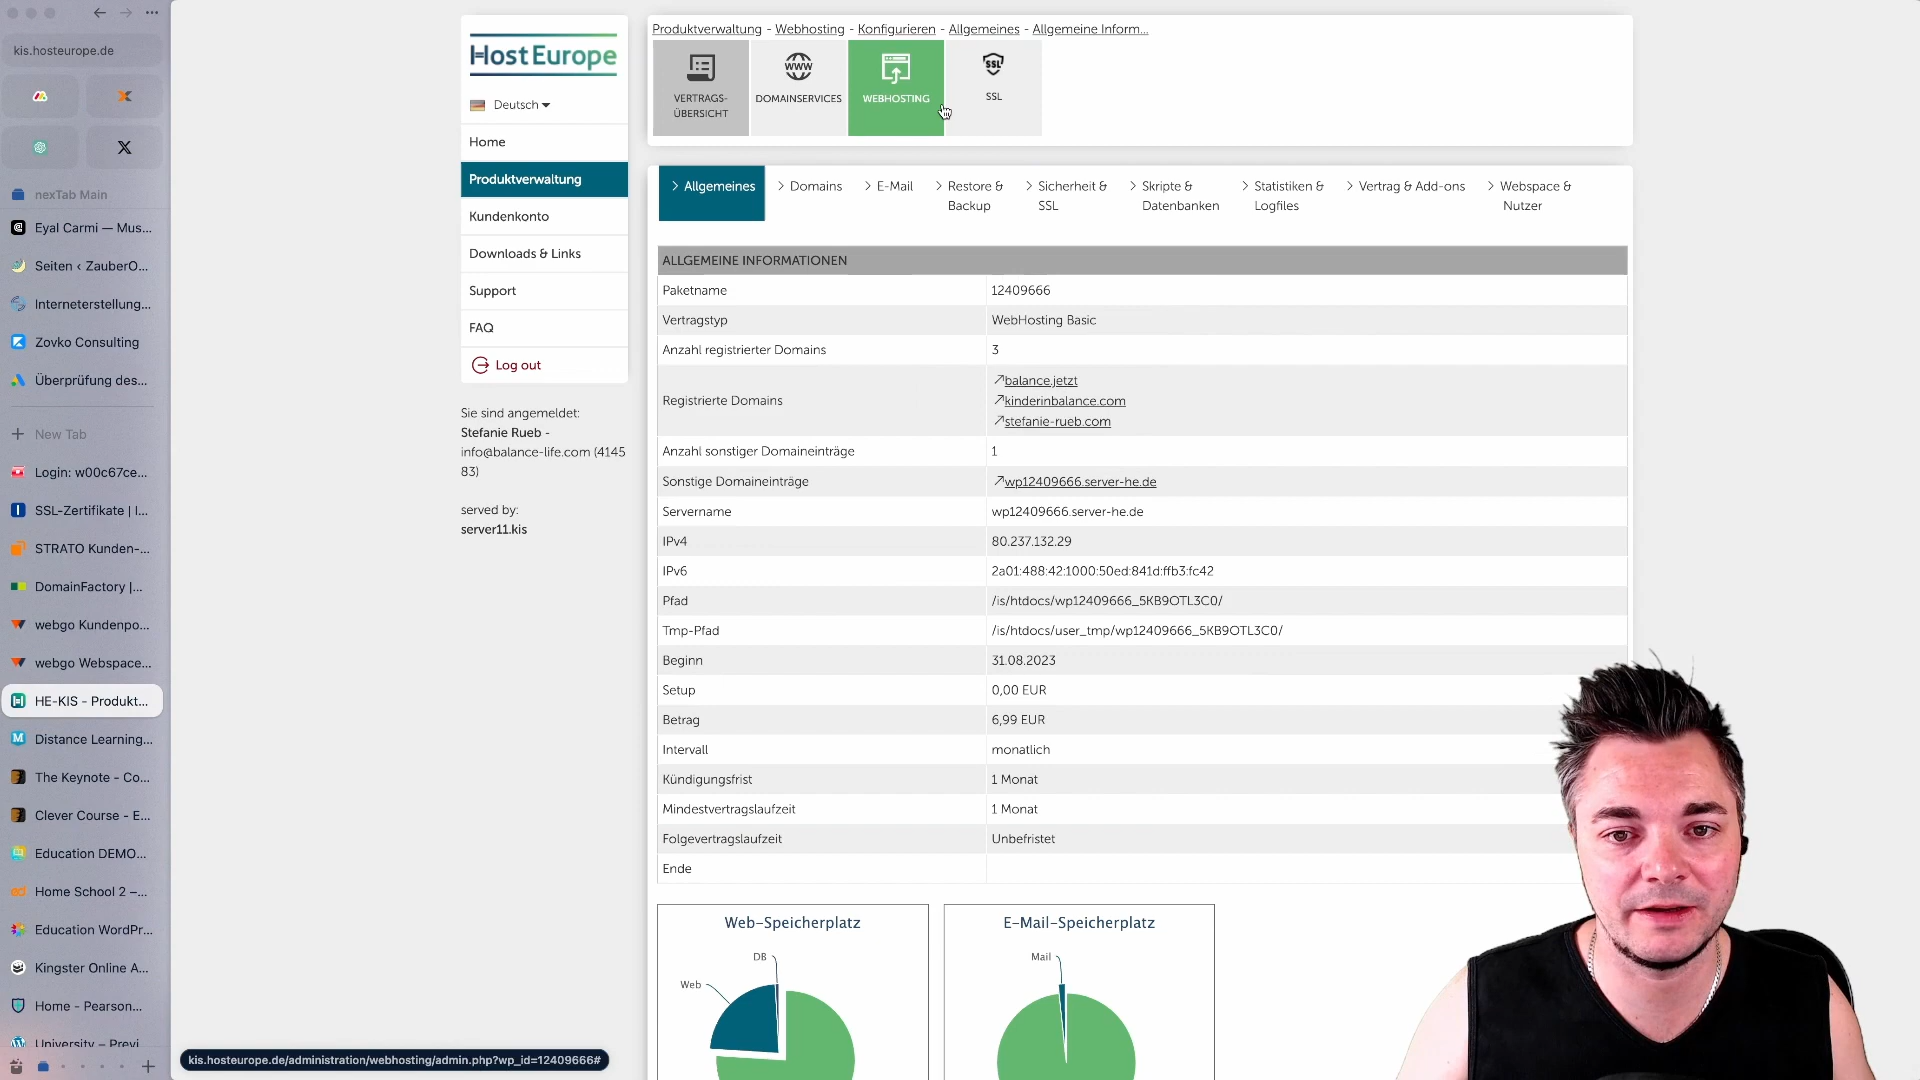 kis.hosteurope.de
nexTab Main
Eyal Carmi — Mus...
Seiten ‹ ZauberO...
Interneterstellung...
Zovko Consulting
Überprüfung des...
New Tab
Login: w00c67ce...
SSL-Zertifikate | I...
STRATO Kunden-...
DomainFactory |...
webgo Kundenpo...
webgo Webspace...
HE-KIS - Produkt...
Distance Learning...
The Keynote - Co...
Clever Course - E...
Education DEMO...
Home School 2 –...
Education WordPr...
Kingster Online A...
Home - Pearson...
University – Previ...
HostEurope
Deutsch
Home
Produktverwaltung
Kundenkonto
Downloads & Links
Support
FAQ
Log out
Sie sind angemeldet:
Stefanie Rueb -
info@balance-life.com (4145
83)
served by:
server11.kis
Produktverwaltung - Webhosting - Konfigurieren - Allgemeines - Allgemeine Inform...
VERTRAGS-
ÜBERSICHT
WWW
DOMAINSERVICES
WEBHOSTING
SSL
SSL
Allgemeines
Domains
E-Mail
Restore &
Backup
Sicherheit &
SSL
Skripte &
Datenbanken
Statistiken &
Logfiles
Vertrag & Add-ons
Webspace &
Nutzer
ALLGEMEINE INFORMATIONEN
Paketname 12409666
Vertragstyp WebHosting Basic
Anzahl registrierter Domains 3
Registrierte Domains
balance.jetzt
kinderinbalance.com
stefanie-rueb.com
Anzahl sonstiger Domaineinträge 1
Sonstige Domaineinträge wp12409666.server-he.de
Servername wp12409666.server-he.de
IPv4 80.237.132.29
IPv6 2a01:488:42:1000:50ed:841d:ffb3:fc42
Pfad /is/htdocs/wp12409666_5KB9OTL3C0/
Tmp-Pfad /is/htdocs/user_tmp/wp12409666_5KB9OTL3C0/
Beginn 31.08.2023
Setup 0,00 EUR
Betrag 6,99 EUR
Intervall monatlich
Kündigungsfrist 1 Monat
Mindestvertragslaufzeit 1 Monat
Folgevertragslaufzeit Unbefristet
Ende
Web-Speicherplatz
DB
Web
E-Mail-Speicherplatz
Mail
kis.hosteurope.de/administration/webhosting/admin.php?wp_id=12409666#